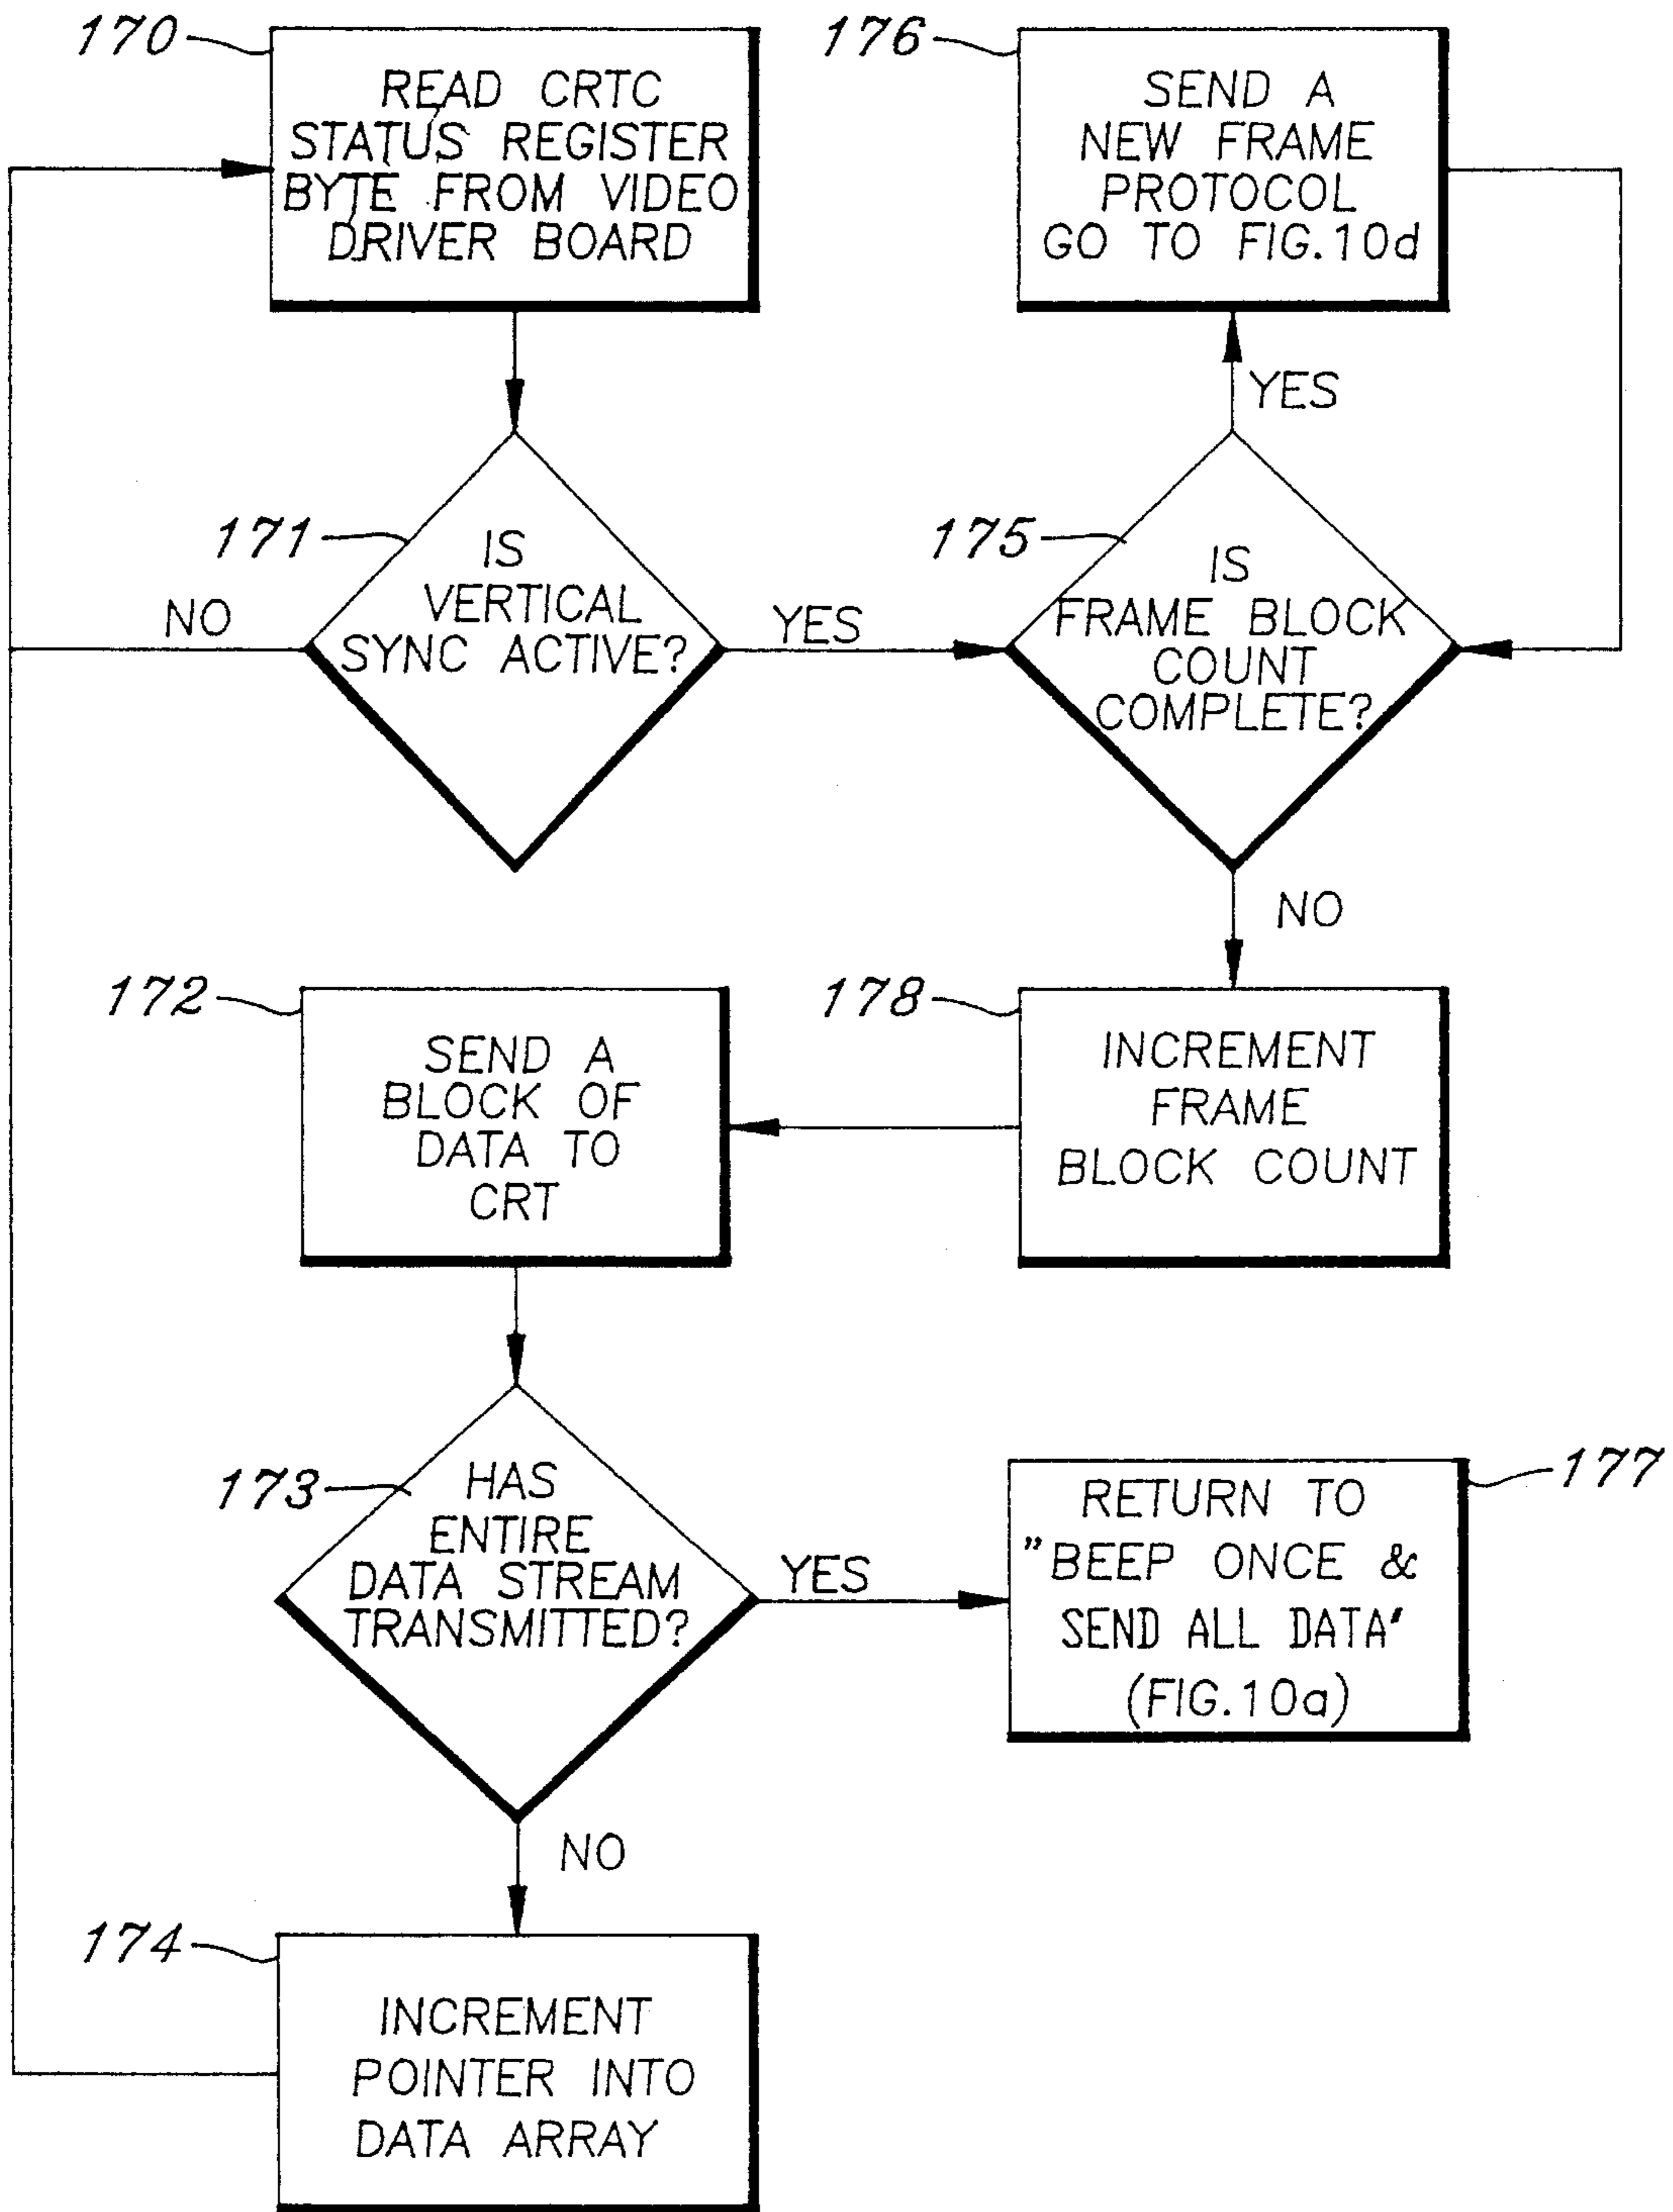 170
READ CRTC
STATUS REGISTER
BYTE FROM VIDEO
DRIVER BOARD
176
SEND A
NEW FRAME
PROTOCOL
GO TO FIG.10d
YES
171
IS
VERTICAL
SYNC ACTIVE?
NO
YES
175
IS
FRAME BLOCK
COUNT
COMPLETE?
NO
172
SEND A
BLOCK OF
DATA TO
CRT
178
INCREMENT
FRAME
BLOCK COUNT
173
HAS
ENTIRE
DATA STREAM
TRANSMITTED?
YES
177
RETURN TO
"BEEP ONCE &
SEND ALL DATA"
(FIG.10a)
NO
174
INCREMENT
POINTER INTO
DATA ARRAY